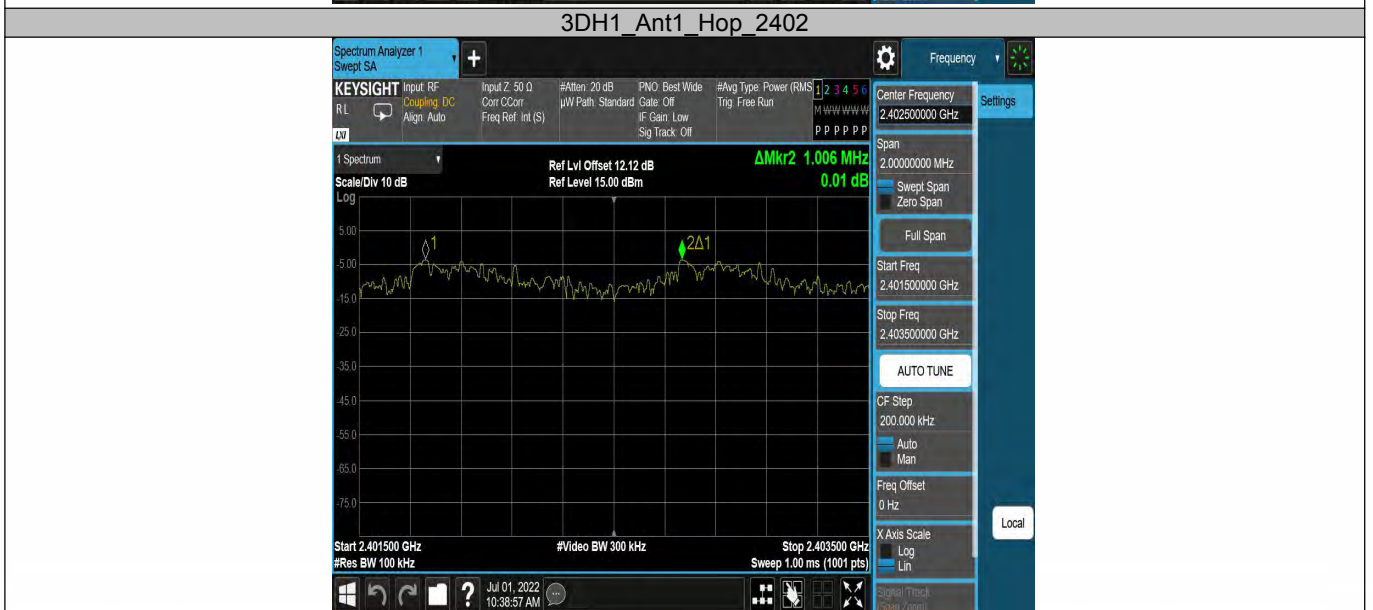 3DH1_Ant1_Hop_2402
Spectrum Analyzer 1
Swept SA
+
Frequency
KEYSIGHT
RL
LXI
Input: RF
Coupling: DC
Align: Auto
Input Z: 50 Ω
Corr CCorr
Freq Ref: Int (S)
#Atten: 20 dB
µW Path: Standard
PNO: Best Wide
Gate: Off
IF Gain: Low
Sig Track: Off
#Avg Type: Power (RMS
Trig: Free Run
1 2 3 4 5 6
M W W W W W
P P P P P P
Center Frequency
2.402500000 GHz
Settings
Span
2.00000000 MHz
Swept Span
Zero Span
Full Span
Start Freq
2.401500000 GHz
Stop Freq
2.403500000 GHz
AUTO TUNE
CF Step
200.000 kHz
Auto
Man
Freq Offset
0 Hz
X Axis Scale
Log
Lin
Signal Track
(Span Zoom)
Local
1 Spectrum
Scale/Div 10 dB
Log
Ref Lvl Offset 12.12 dB
Ref Level 15.00 dBm
ΔMkr2 1.006 MHz
0.01 dB
5.00
-5.00
-15.0
-25.0
-35.0
-45.0
-55.0
-65.0
-75.0
1
2Δ1
Start 2.401500 GHz
#Res BW 100 kHz
#Video BW 300 kHz
Stop 2.403500 GHz
Sweep 1.00 ms (1001 pts)
?
Jul 01, 2022
10:38:57 AM